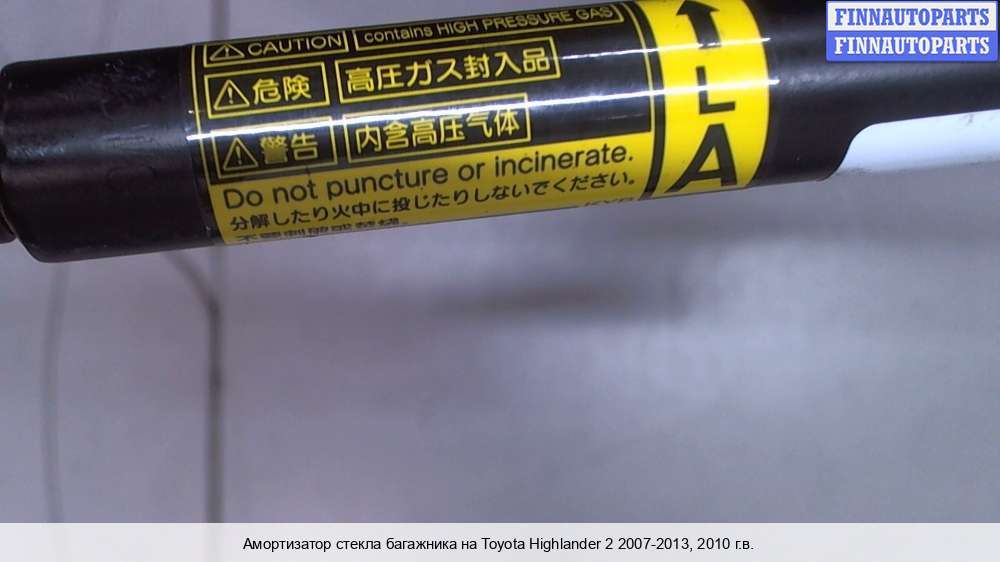 FINNAUTOPARTS
FINNAUTOPARTS
CAUTION contains HIGH PRESSURE GAS
危険 高圧ガス封入品
警告 内含高压气体
Do not puncture or incinerate.
分解したり火中に投じたりしないでください。
LA
Амортизатор стекла багажника на Toyota Highlander 2 2007-2013, 2010 г.в.